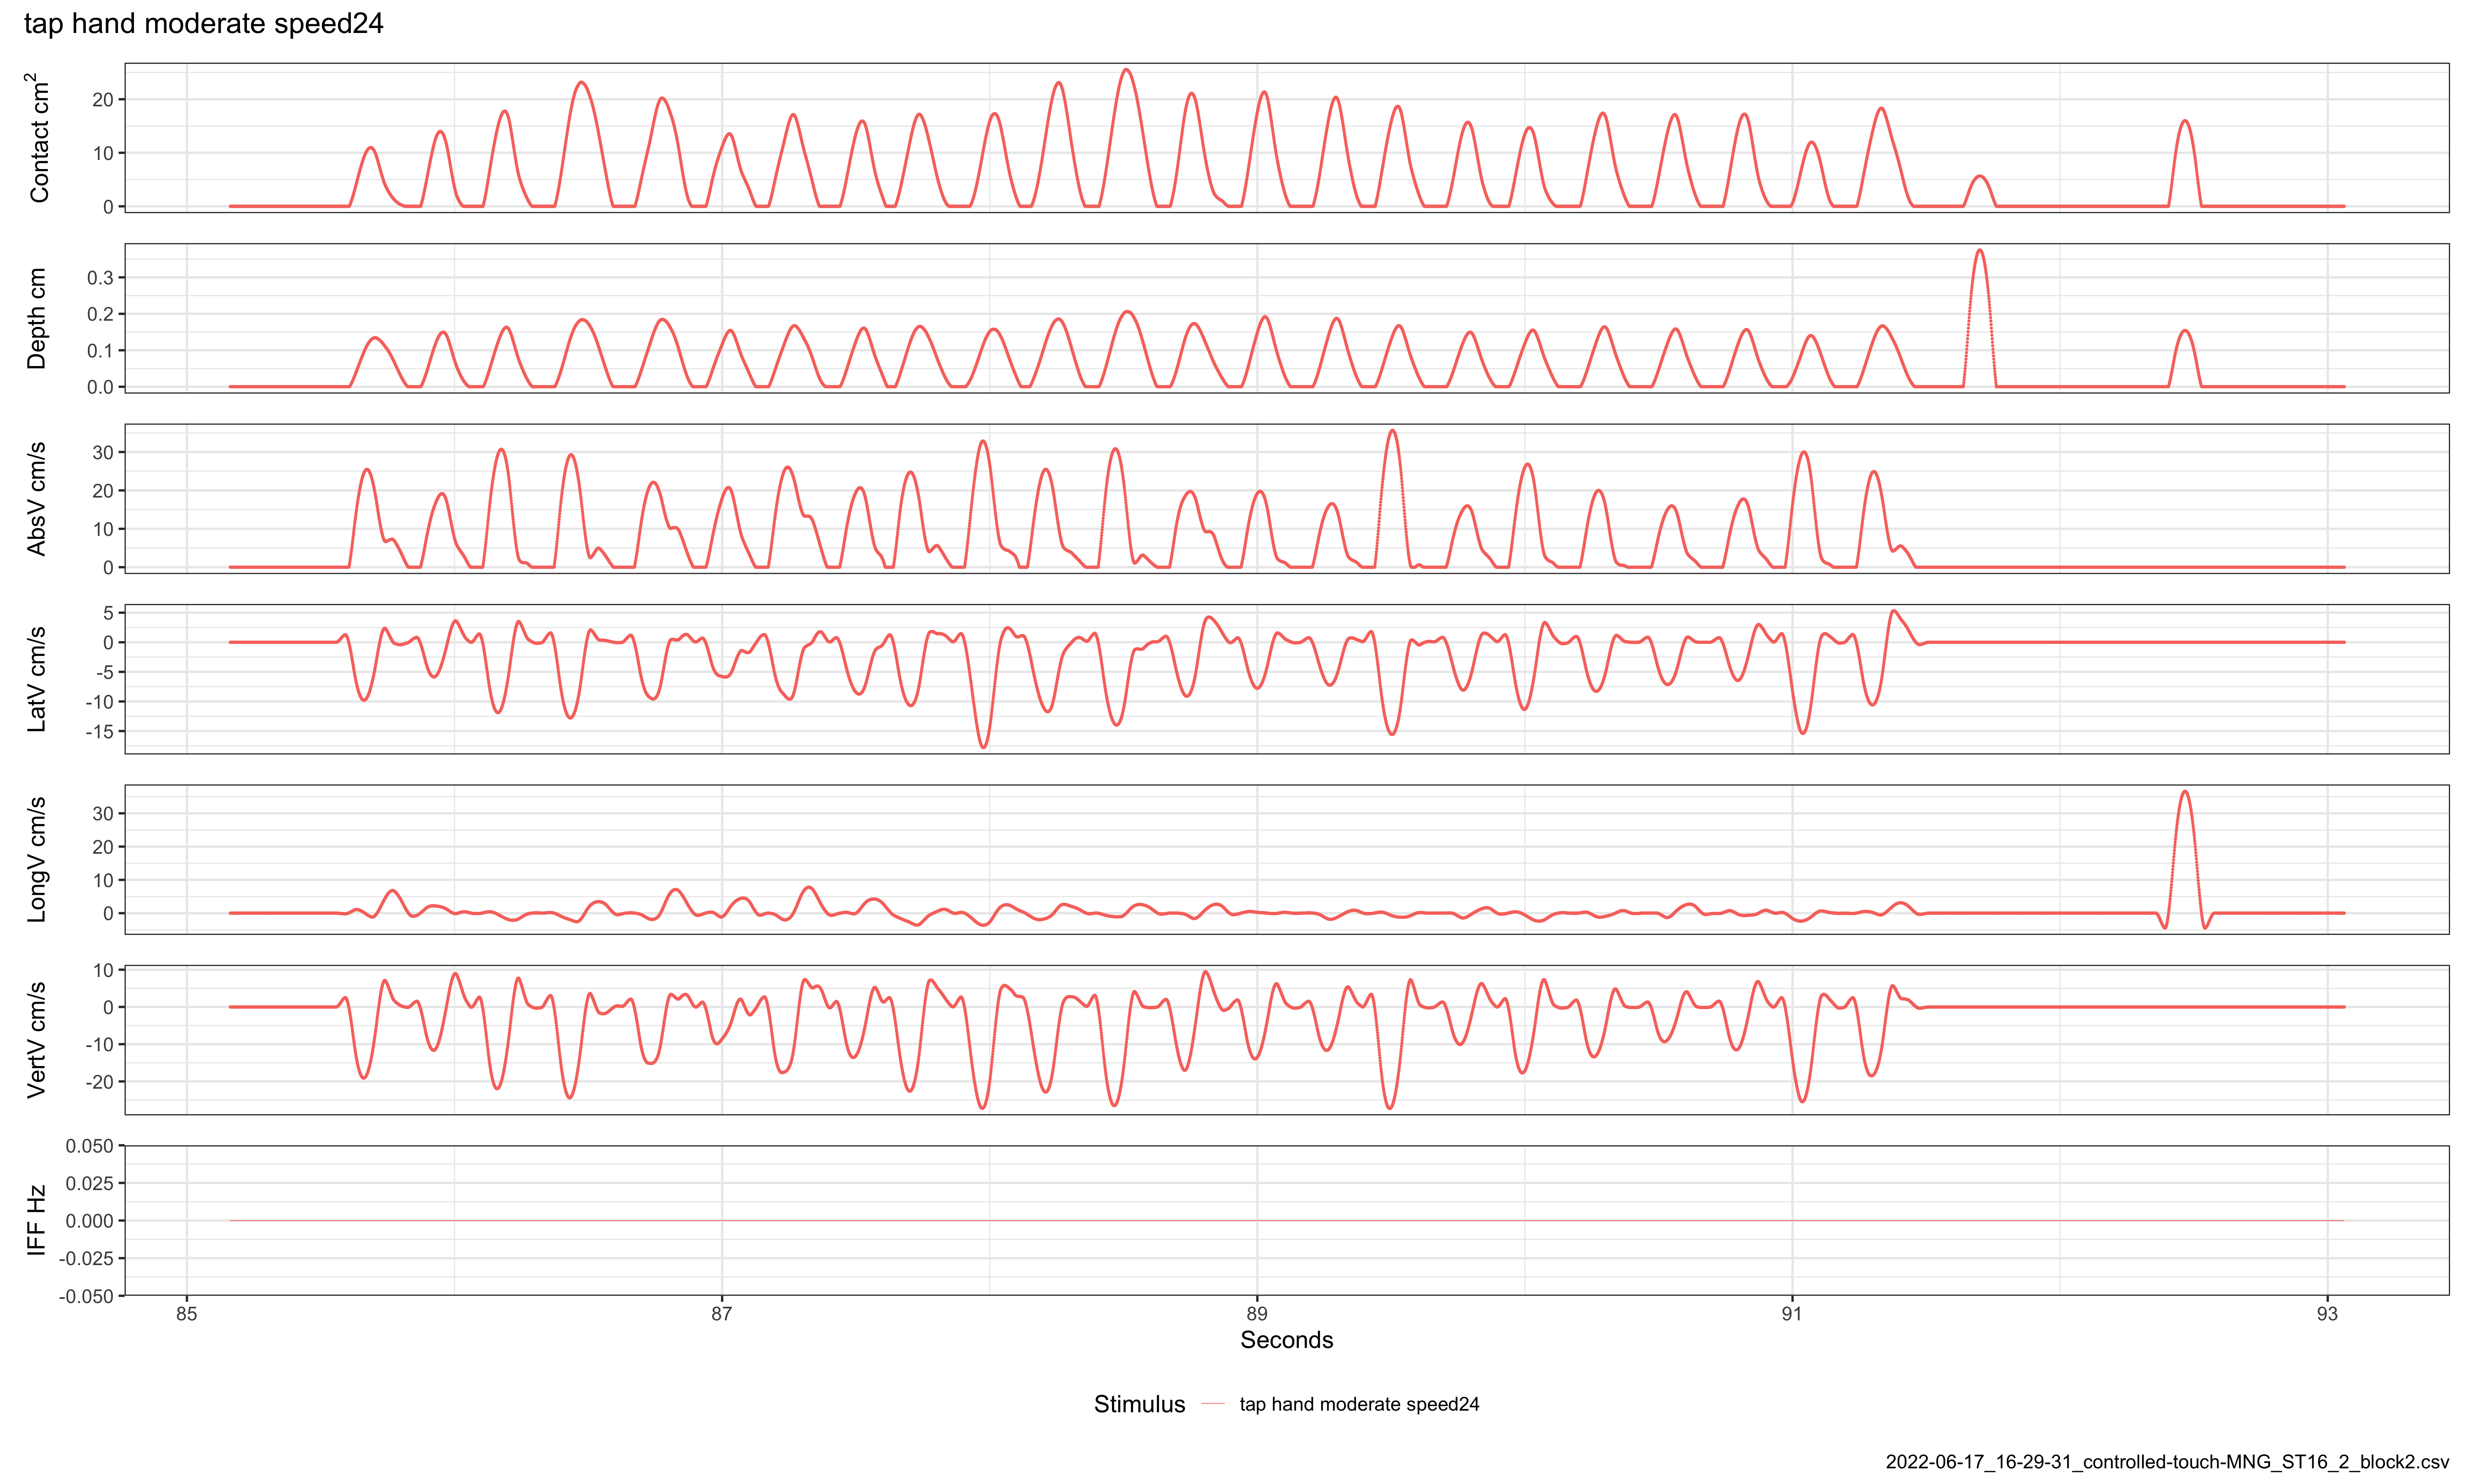 tap hand moderate speed24
Contact cm²
20
10
0
Depth cm
0.3
0.2
0.1
0.0
AbsV cm/s
30
20
10
0
LatV cm/s
5
0
-5
-10
-15
LongV cm/s
30
20
10
0
VertV cm/s
10
0
-10
-20
IFF Hz
0.050
0.025
0.000
-0.025
-0.050
85 87 89 91 93
Seconds
Stimulus tap hand moderate speed24
2022-06-17_16-29-31_controlled-touch-MNG_ST16_2_block2.csv